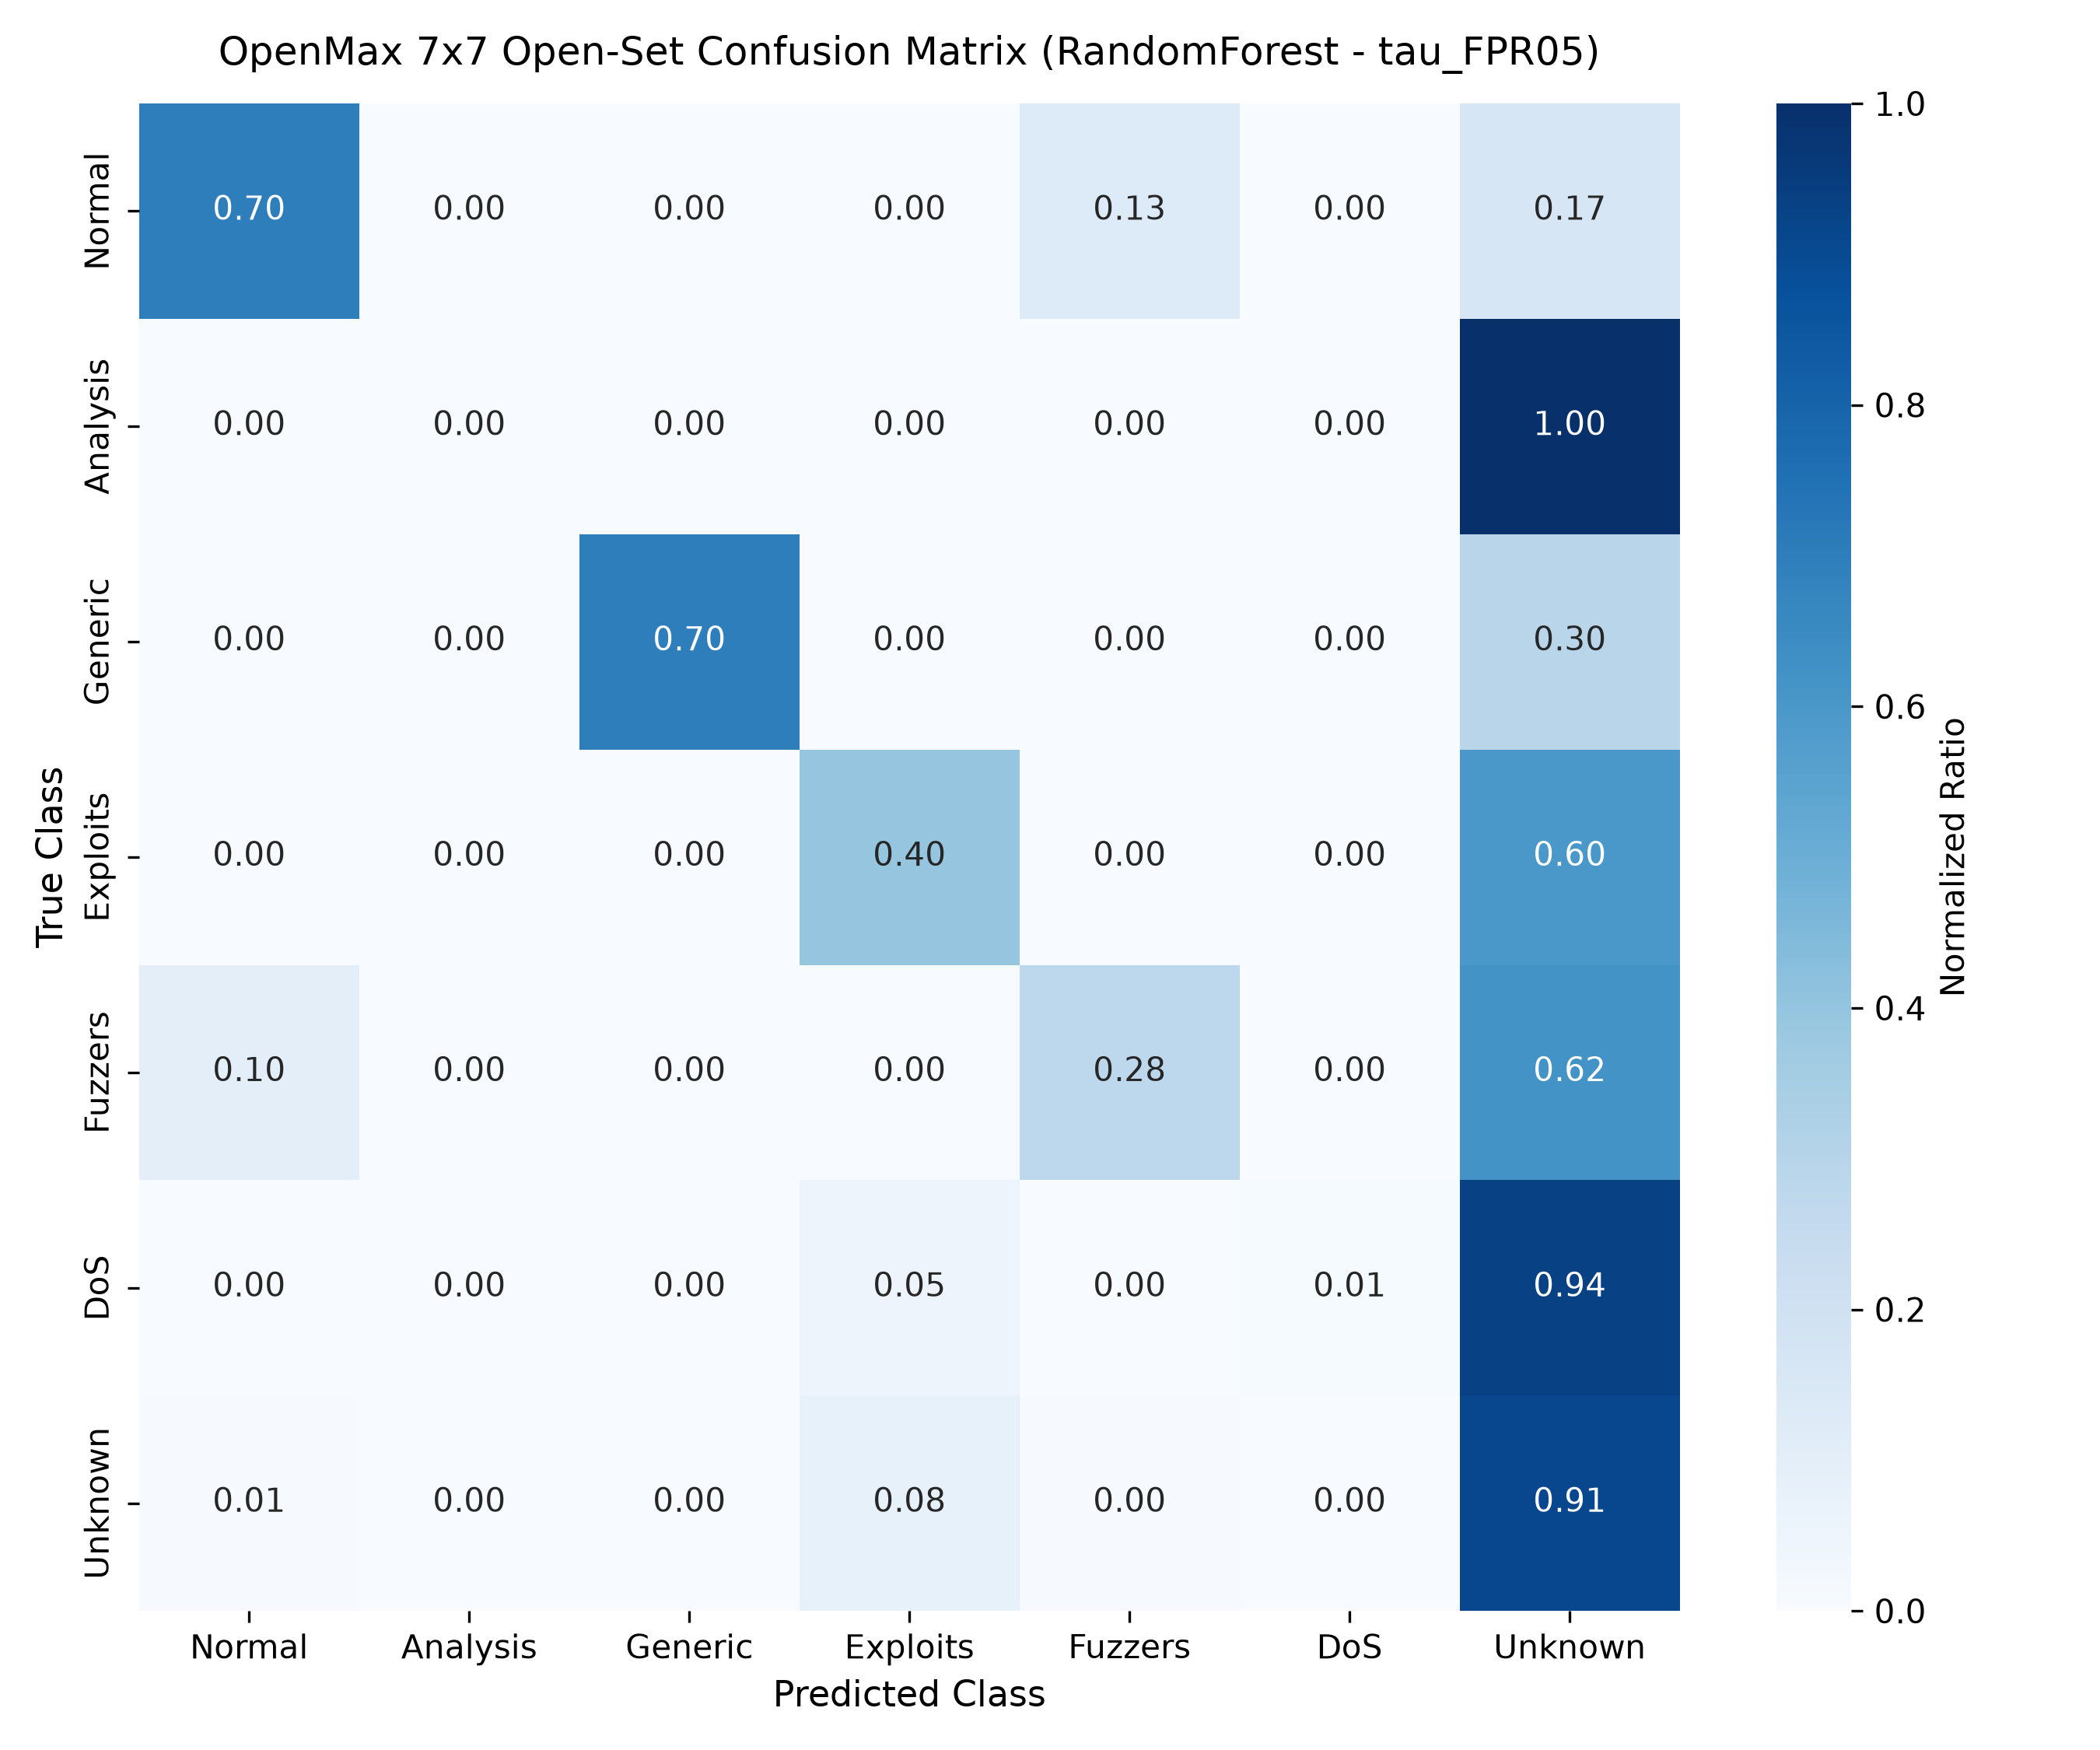 OpenMax 7x7 Open-Set Confusion Matrix (RandomForest - tau_FPR05)
True Class
Normal 0.70 0.00 0.00 0.00 0.13 0.00 0.17
Analysis 0.00 0.00 0.00 0.00 0.00 0.00 1.00
Generic 0.00 0.00 0.70 0.00 0.00 0.00 0.30
Exploits 0.00 0.00 0.00 0.40 0.00 0.00 0.60
Fuzzers 0.10 0.00 0.00 0.00 0.28 0.00 0.62
DoS 0.00 0.00 0.00 0.05 0.00 0.01 0.94
Unknown 0.01 0.00 0.00 0.08 0.00 0.00 0.91
Normal Analysis Generic Exploits Fuzzers DoS Unknown
Predicted Class
1.0
0.8
0.6
0.4
0.2
0.0
Normalized Ratio